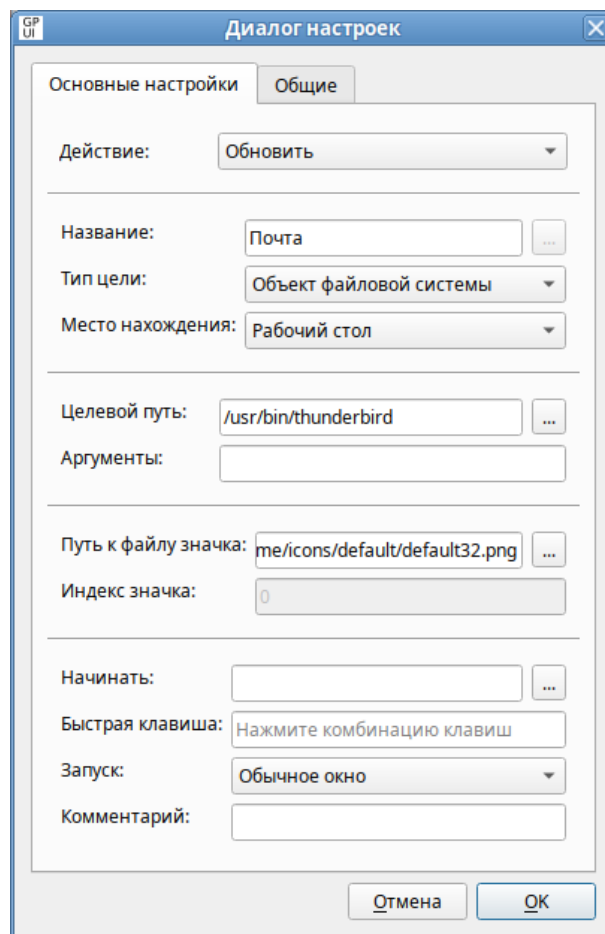 GP
UI
Диалог настроек
Основные настройки Общие
Действие: Обновить
Название: Почта ...
Тип цели: Объект файловой системы
Место нахождения: Рабочий стол
Целевой путь: /usr/bin/thunderbird ...
Аргументы:
Путь к файлу значка: me/icons/default/default32.png ...
Индекс значка: 0
Начинать: ...
Быстрая клавиша: Нажмите комбинацию клавиш
Запуск: Обычное окно
Комментарий:
Отмена OK